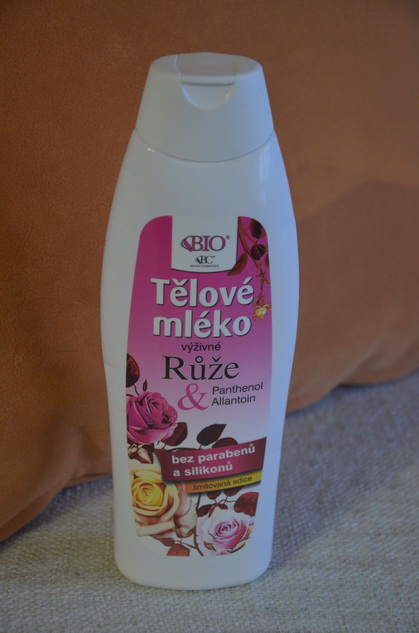 BIO®
BC
Tělové
mléko
výživné
Růže
& Panthenol
Allantoin
bez parabenů
a silikonů
limitovaná edice